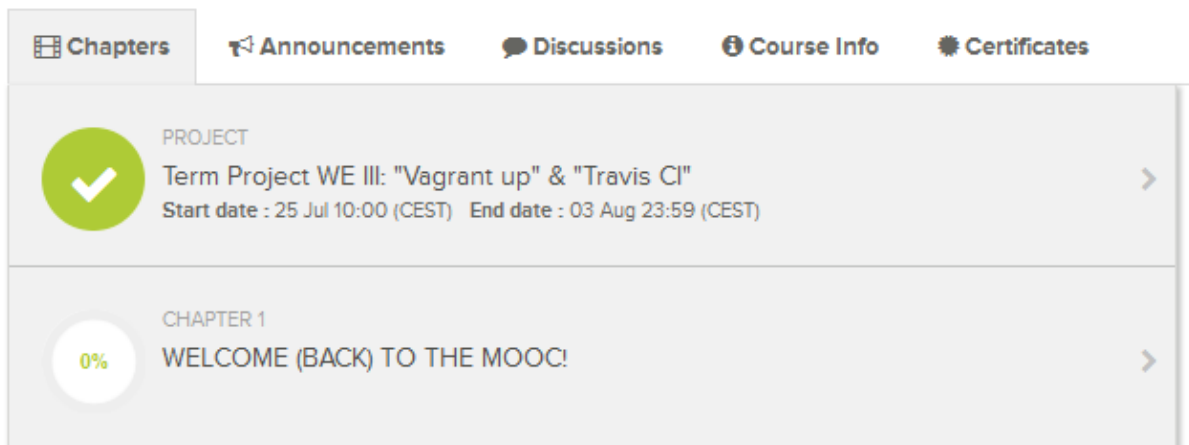 Chapters Announcements Discussions Course Info Certificates
PROJECT
Term Project WE III: "Vagrant up" & "Travis CI"
Start date : 25 Jul 10:00 (CEST) End date : 03 Aug 23:59 (CEST)
CHAPTER 1
0% WELCOME (BACK) TO THE MOOC!